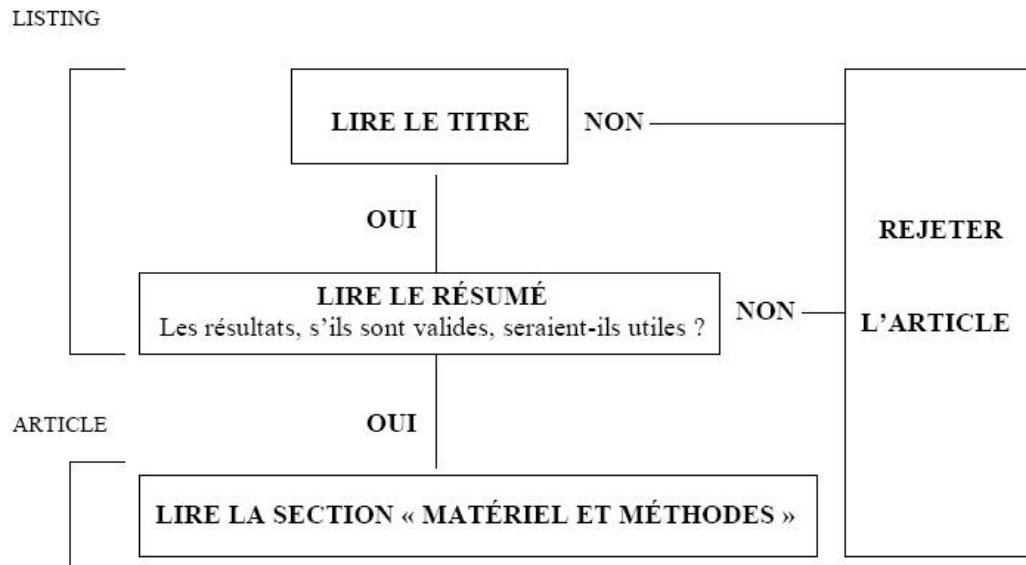 LISTING
LIRE LE TITRE
NON
OUI
REJETER
LIRE LE RÉSUMÉ
Les résultats, s’ils sont valides, seraient-ils utiles ?
NON
L’ARTICLE
ARTICLE
OUI
LIRE LA SECTION « MATÉRIEL ET MÉTHODES »